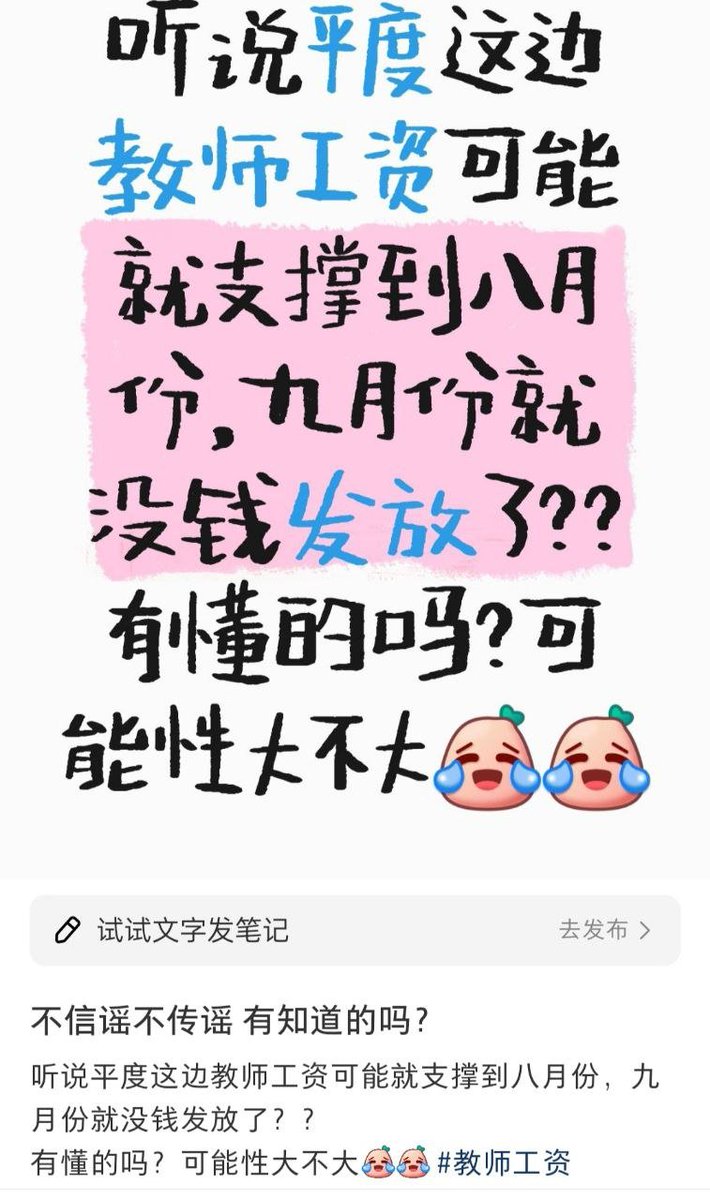 听说平度这边
教师工资可能
就支撑到八月
份,九月份就
没钱发放了??
有懂的吗?可
能性大不大
试试文字发笔记
去发布
不信谣不传谣 有知道的吗?
听说平度这边教师工资可能就支撑到八月份，九
月份就没钱发放了？？
有懂的吗？可能性大不大 #教师工资